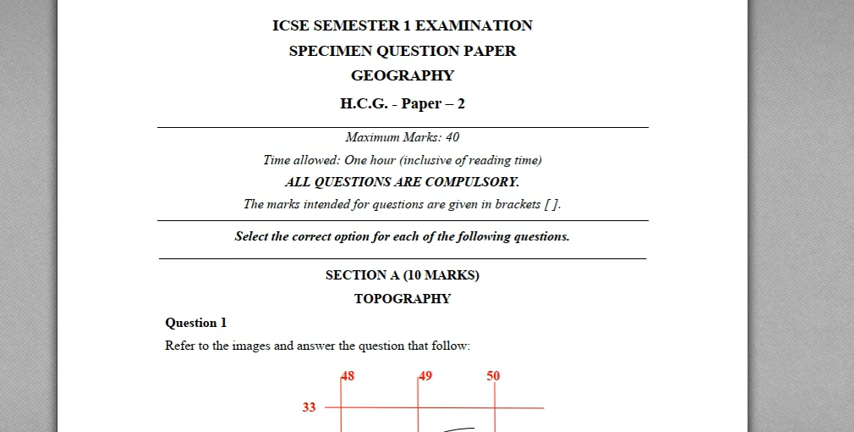 ICSE SEMESTER 1 EXAMINATION
SPECIMEN QUESTION PAPER
GEOGRAPHY
H.C.G. - Paper – 2
Maximum Marks: 40
Time allowed: One hour (inclusive of reading time)
ALL QUESTIONS ARE COMPULSORY.
The marks intended for questions are given in brackets [ ].
Select the correct option for each of the following questions.
SECTION A (10 MARKS)
TOPOGRAPHY
Question 1
Refer to the images and answer the question that follow:
48 49 50
33